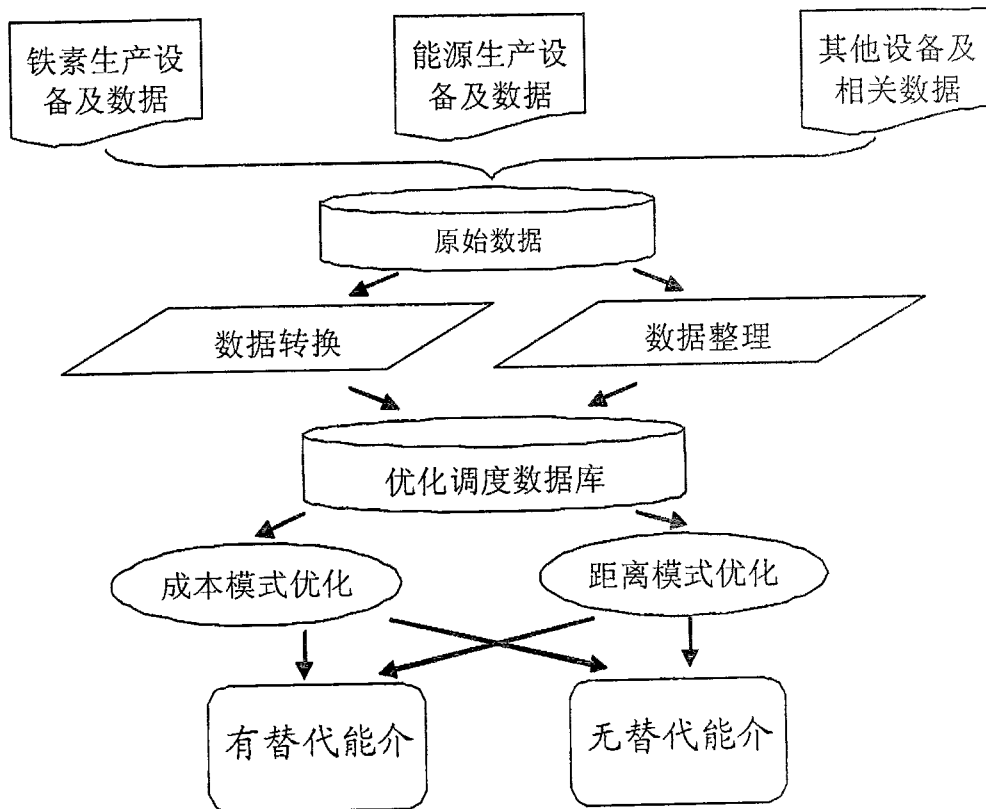 铁素生产设
备及数据
能源生产设
备及数据
其他设备及
相关数据
原始数据
数据转换
数据整理
优化调度数据库
成本模式优化
距离模式优化
有替代能介
无替代能介